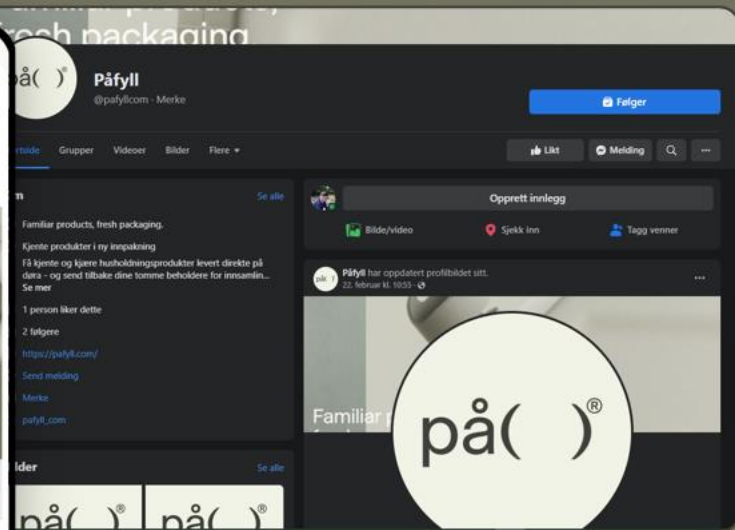 fresh packaging
på( )®
Påfyll
@pafyllcom · Merke
Følger
Grupper Videoer Bilder Flere
Likt Melding
Se alle
Opprett innlegg
Bilde/video Sjekk inn Tagg venner
Familiar products, fresh packaging.
Kjente produkter i ny innpakning
Få kjente og kjære husholdningsprodukter levert direkte på
døra - og send tilbake dine tomme beholdere for innsamlin...
Se mer
1 person liker dette
2 følgere
https://pafyll.com/
Send melding
Merke
pafyll_com
Se alle
på( )®
på( )®
på( )
Påfyll har oppdatert profilbildet sitt.
22. februar kl. 10:55 ·
Familiar
på( )®